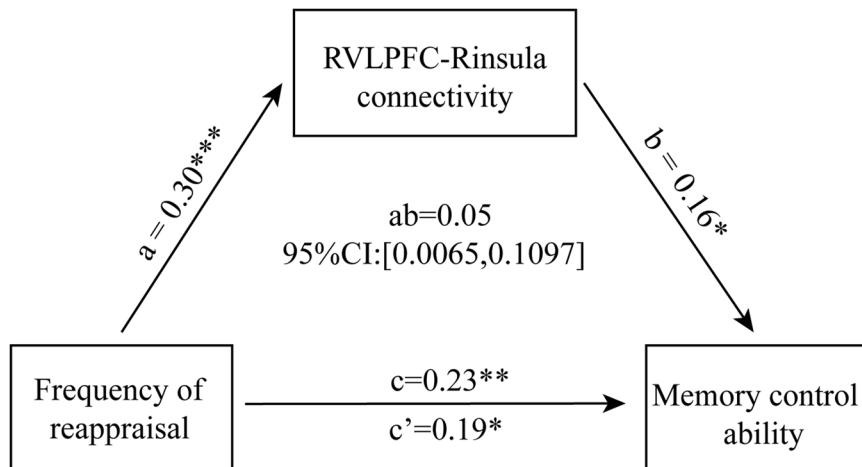 RVLPFC-Rinsula
connectivity
a = 0.30***
b = 0.16*
ab=0.05
95%CI:[0.0065,0.1097]
Frequency of
reappraisal
c=0.23**
c’=0.19*
Memory control
ability